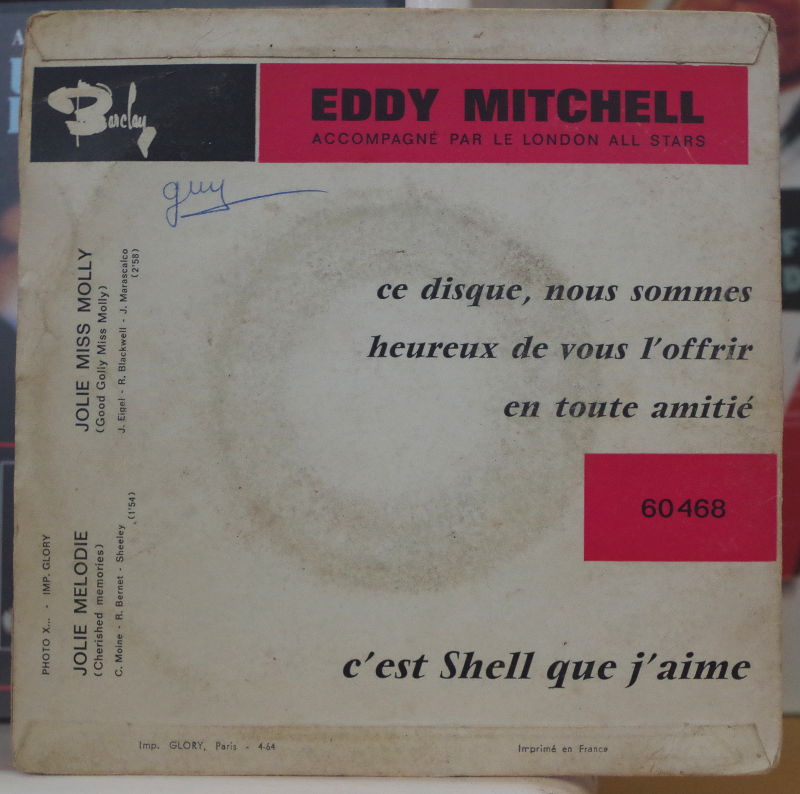 Barclay
EDDY MITCHELL
ACCOMPAGNÉ PAR LE LONDON ALL STARS
guy
JOLIE MISS MOLLY
(Good Golly Miss Molly)
J. Eigel - R. Blackwell - J. Marascalco
(2'58)
JOLIE MELODIE
(Cherished memories)
C. Moine - R. Bernet - Sheeley
(1'54)
PHOTO X... - IMP. GLORY
ce disque, nous sommes
heureux de vous l'offrir
en toute amitié
60 468
c'est Shell que j'aime
Imp. GLORY, Paris - 4-64
Imprimé en France